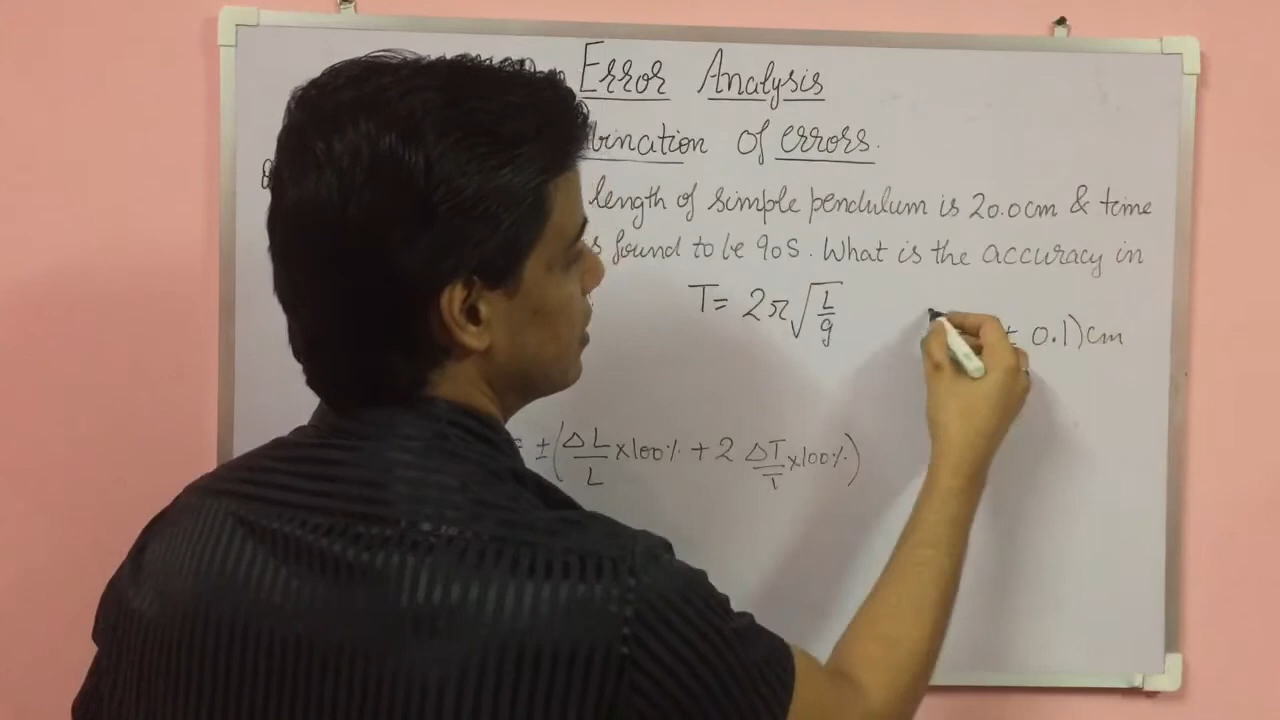 Error Analysis
bination of errors.
length of simple pendulum is 20.0cm & time
s found to be 90s. What is the accuracy in
T= 2π√(L/g)
± 0.1)cm
= ±(ΔL/L x100% + 2 ΔT/T x100%)